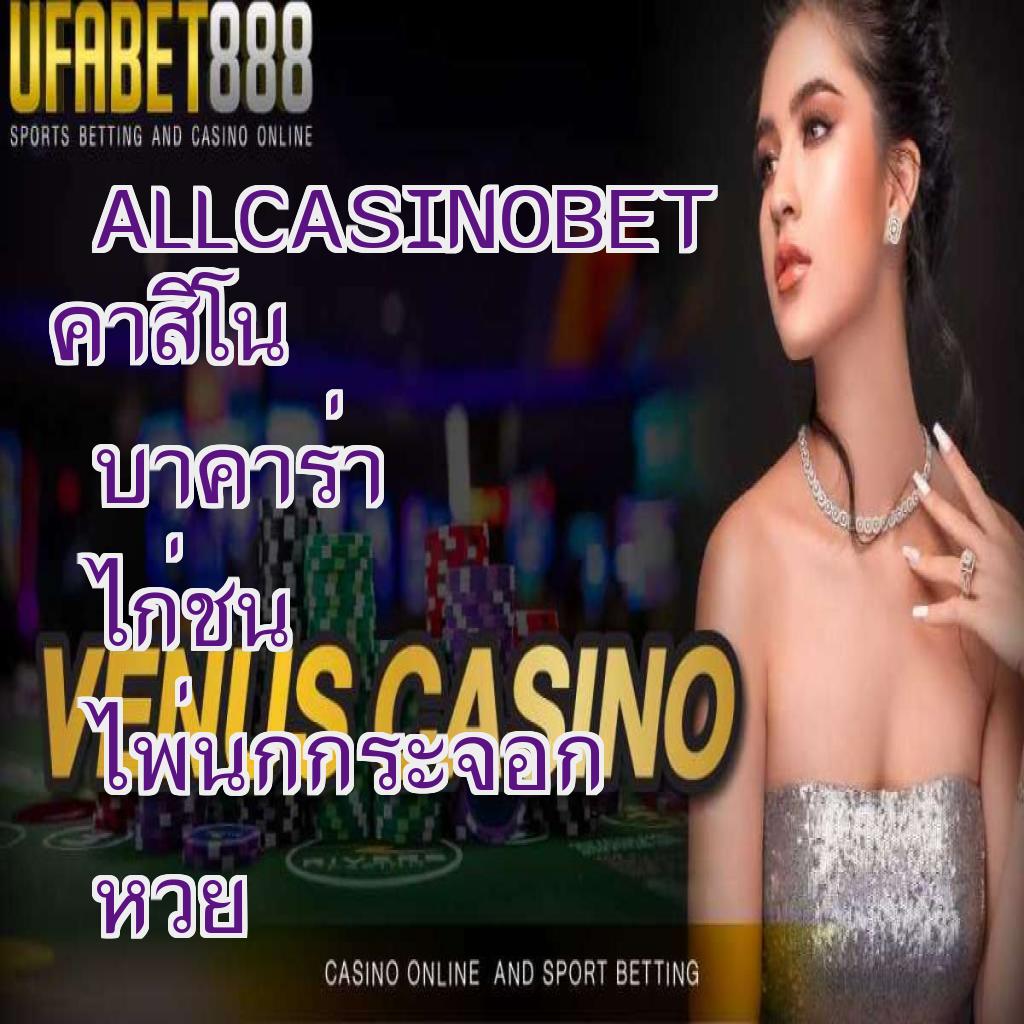 UFABET888
SPORTS BETTING AND CASINO ONLINE
ALLCASINOBET
คาสิโน
บาคาร่า
ไก่ชน
VENUS CASINO
ไพ่นกกระจอก
หวย
CASINO ONLINE AND SPORT BETTING